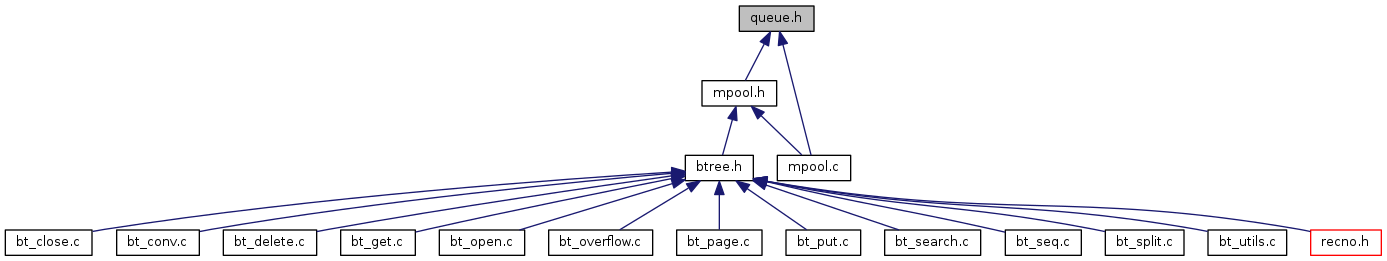 queue.h
mpool.h
btree.h
mpool.c
bt_close.c
bt_conv.c
bt_delete.c
bt_get.c
bt_open.c
bt_overflow.c
bt_page.c
bt_put.c
bt_search.c
bt_seq.c
bt_split.c
bt_utils.c
recno.h